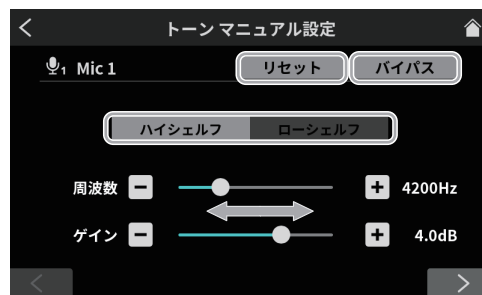 トーン マニュアル設定
1 Mic 1 リセット バイパス
ハイシェルフ ローシェルフ
周波数 4200Hz
ゲイン 4.0dB